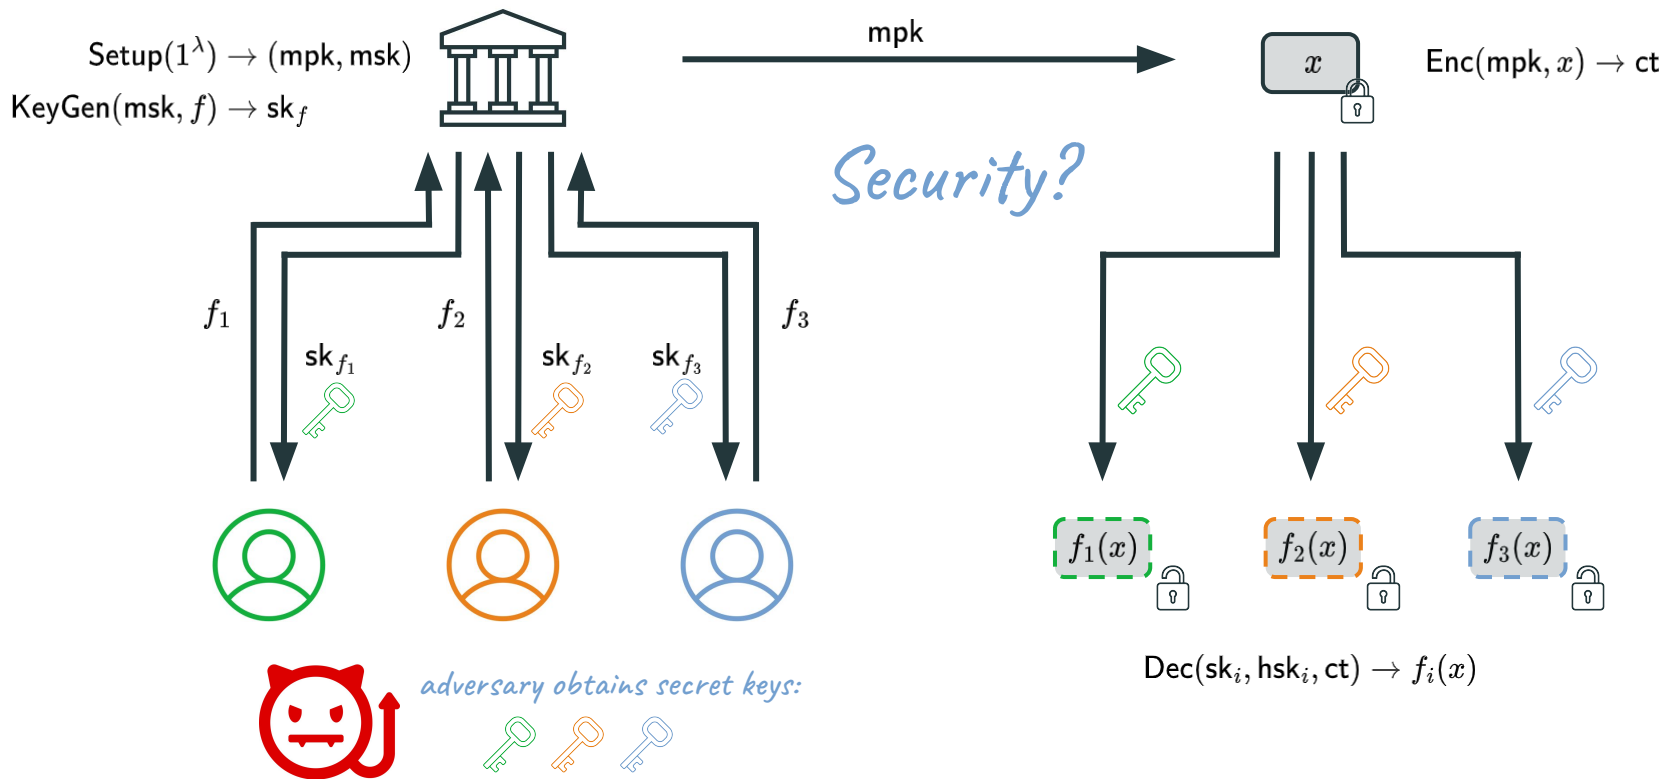 Setup(1^λ) → (mpk, msk)
KeyGen(msk, f) → sk_f
mpk
x
Enc(mpk, x) → ct
Security?
f_1
f_2
f_3
sk_{f_1}
sk_{f_2}
sk_{f_3}
f_1(x)
f_2(x)
f_3(x)
Dec(sk_i, hsk_i, ct) → f_i(x)
adversary obtains secret keys: